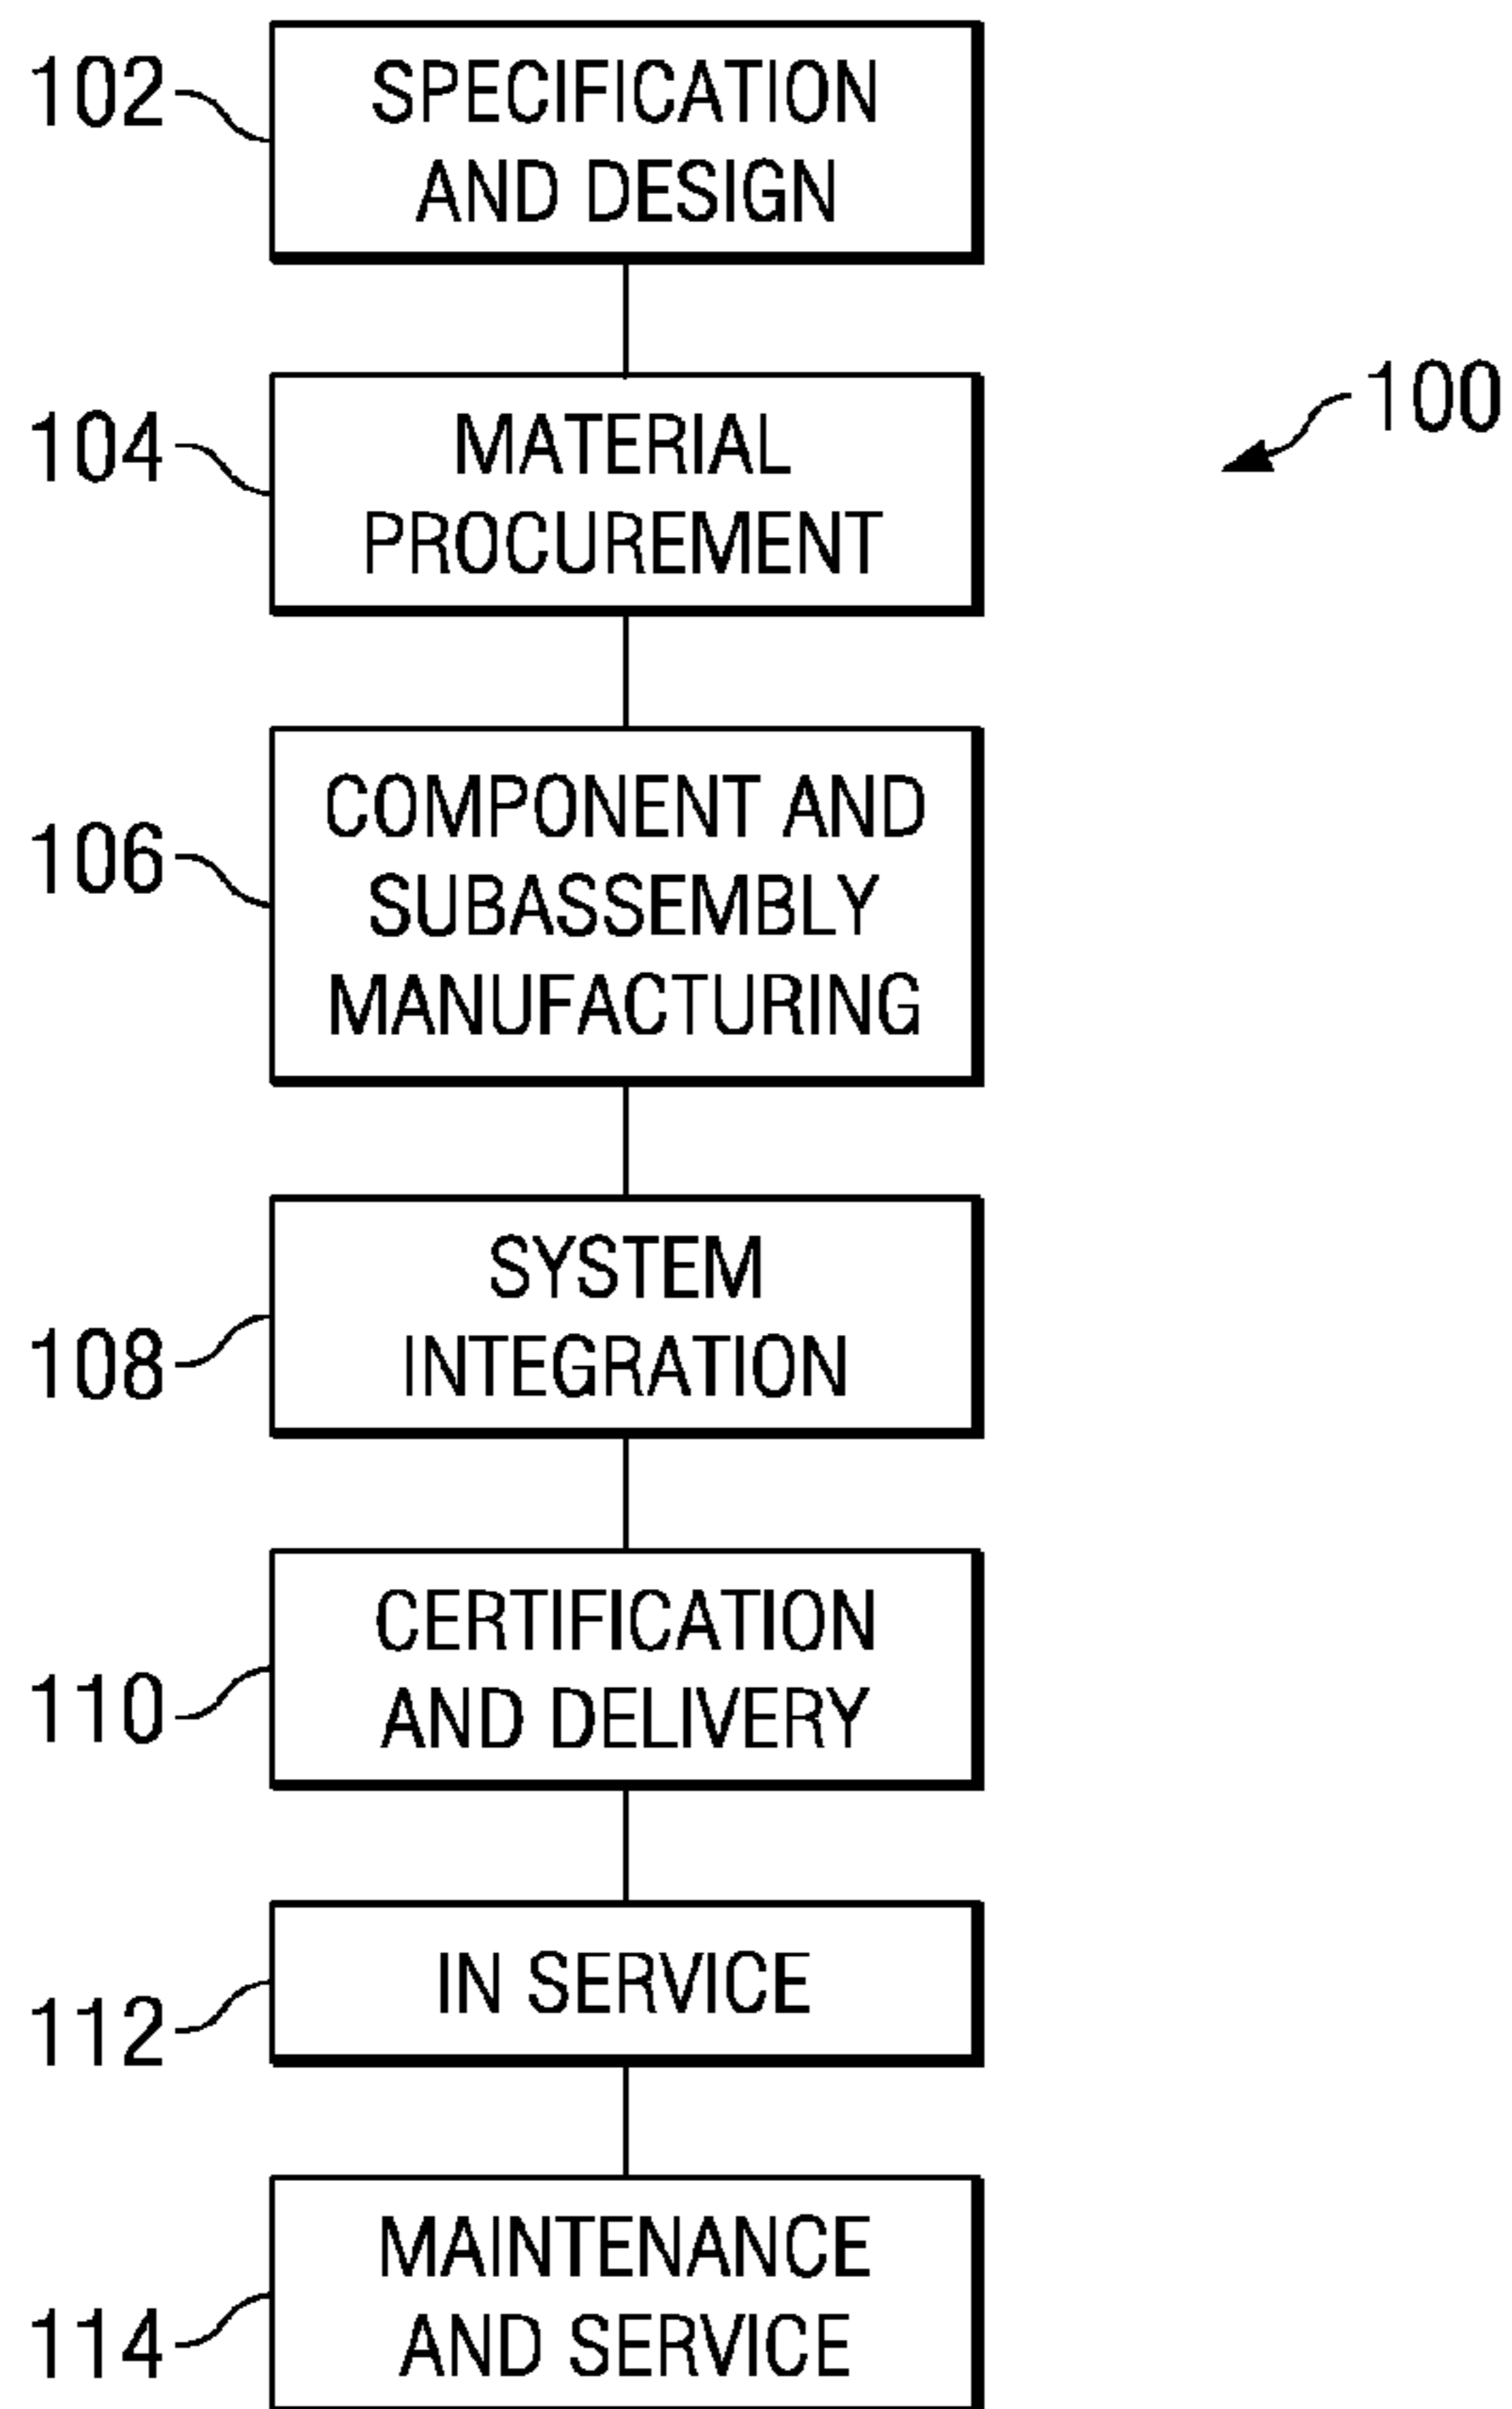 102
SPECIFICATION
AND DESIGN
104
MATERIAL
PROCUREMENT
100
106
COMPONENT AND
SUBASSEMBLY
MANUFACTURING
108
SYSTEM
INTEGRATION
110
CERTIFICATION
AND DELIVERY
112
IN SERVICE
114
MAINTENANCE
AND SERVICE